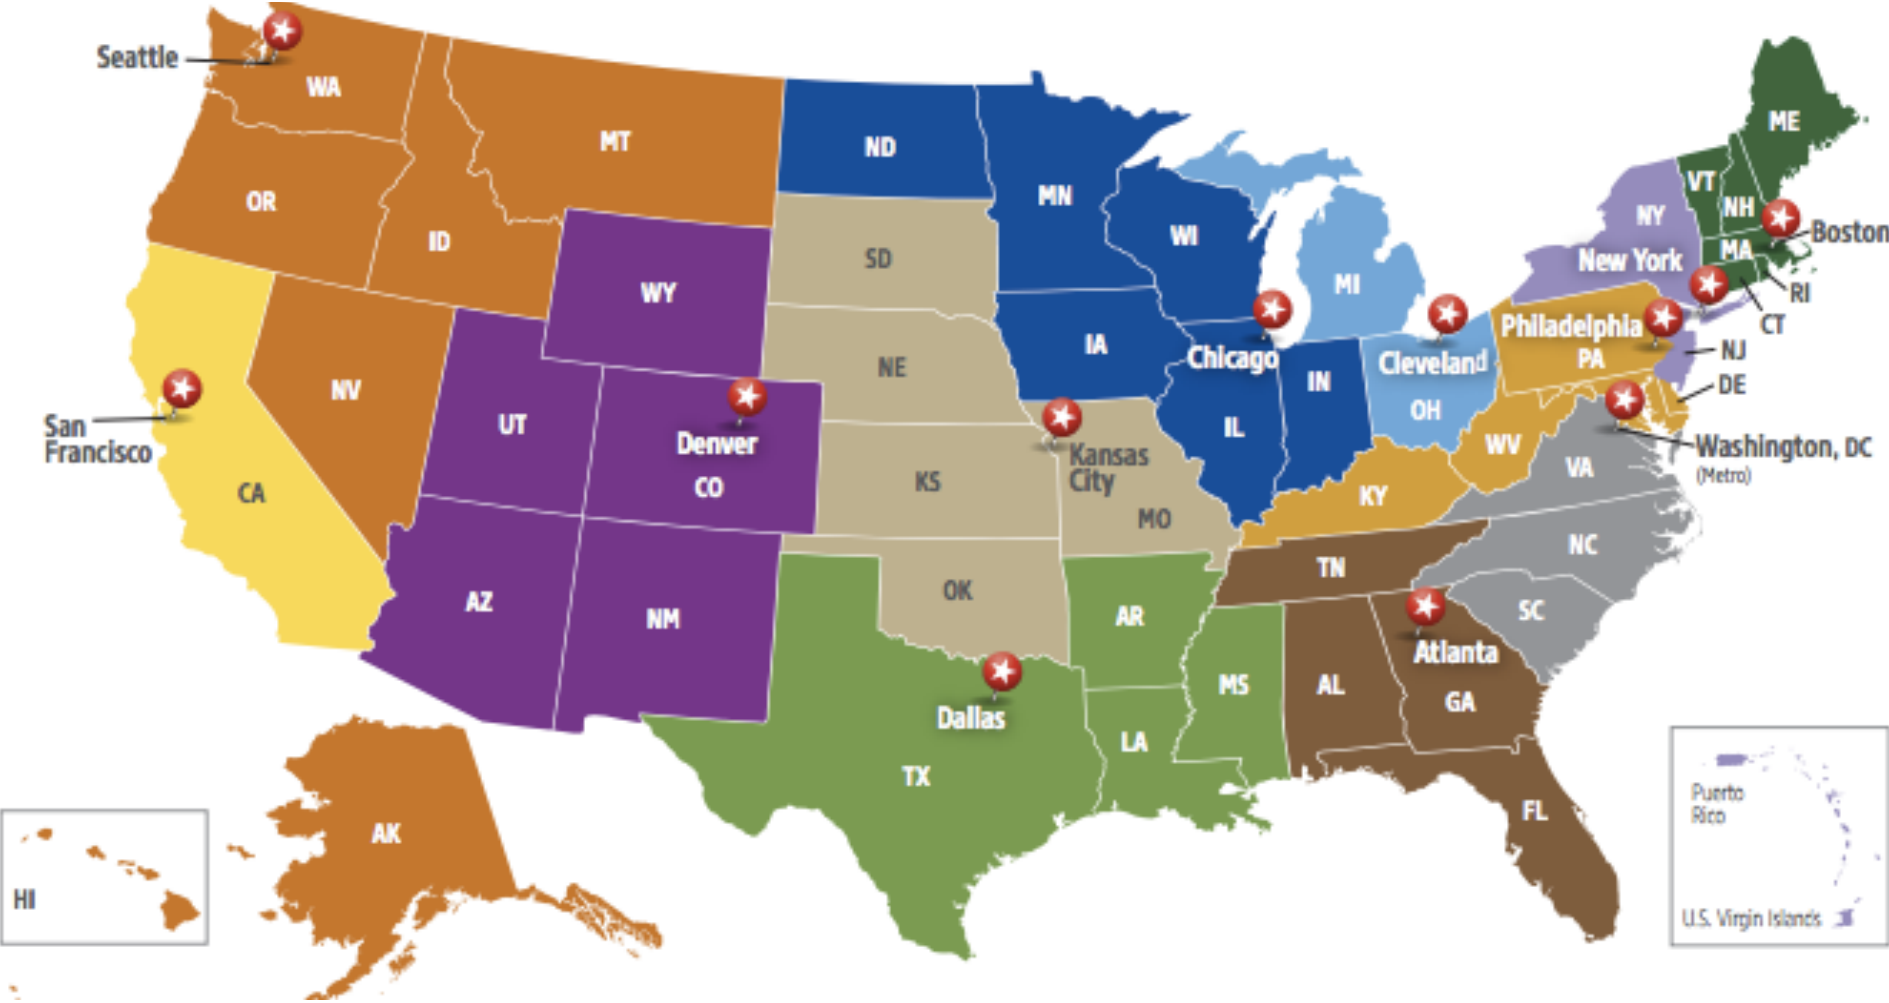 Seattle
WA
MT
ND
MN
ME
OR
ID
WI
VT
NH
NY
Boston
MA
New York
SD
WY
MI
RI
CT
IA
Chicago
Cleveland
Philadelphia
PA
NJ
DE
NE
NV
UT
Denver
CO
IN
OH
IL
San
Francisco
CA
KS
Kansas
City
MO
WV
Washington, DC
(Metro)
VA
KY
NC
TN
AZ
NM
OK
AR
SC
Atlanta
GA
AL
MS
Dallas
TX
LA
FL
AK
HI
Puerto
Rico
U.S. Virgin Islands